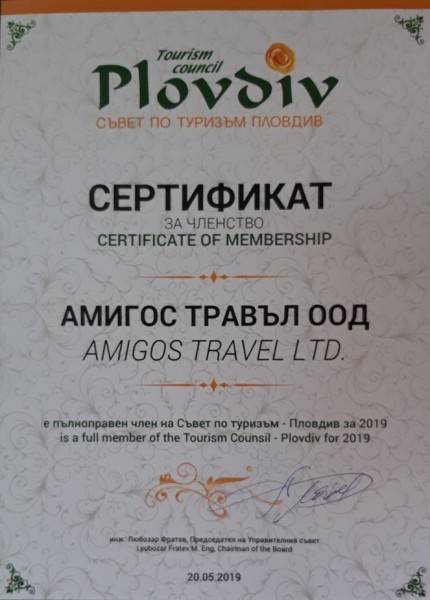 Tourism
council
Plovdiv
СЪВЕТ ПО ТУРИЗЪМ ПЛОВДИВ
СЕРТИФИКАТ
ЗА ЧЛЕНСТВО
CERTIFICATE OF MEMBERSHIP
АМИГОС ТРАВЪЛ ООД
AMIGOS TRAVEL LTD.
е пълноправен член на Съвет по туризъм - Пловдив за 2019
is a full member of the Tourism Counsil - Plovdiv for 2019
инж. Любозар Фратев, Председател на Управителния съвет
Lyubozar Fratev M. Eng, Chairman of the Board
20.05.2019